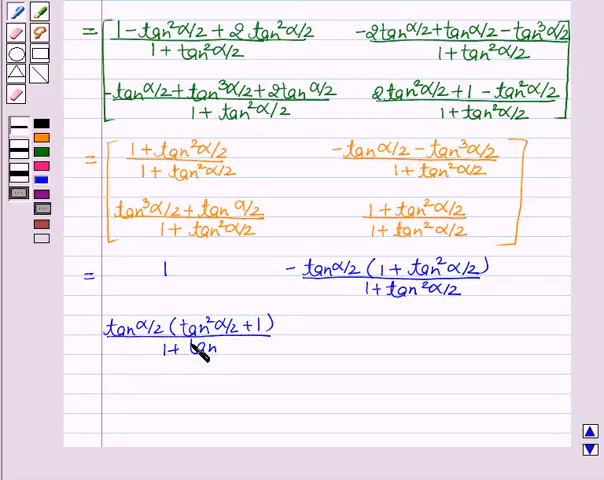 = [ 1 - tan²α/2 + 2 tan²α/2 / 1 + tan²α/2    -2tanα/2 + tanα/2 - tan³α/2 / 1 + tan²α/2
-tanα/2 + tan³α/2 + 2tanα/2 / 1 + tan²α/2    2tan²α/2 + 1 - tan²α/2 / 1 + tan²α/2 ]
= [ 1 + tan²α/2 / 1 + tan²α/2    -tanα/2 - tan³α/2 / 1 + tan²α/2
tan³α/2 + tanα/2 / 1 + tan²α/2    1 + tan²α/2 / 1 + tan²α/2 ]
= 1    - tanα/2 (1 + tan²α/2) / 1 + tan²α/2
tanα/2 (tan²α/2 + 1) / 1 + tan